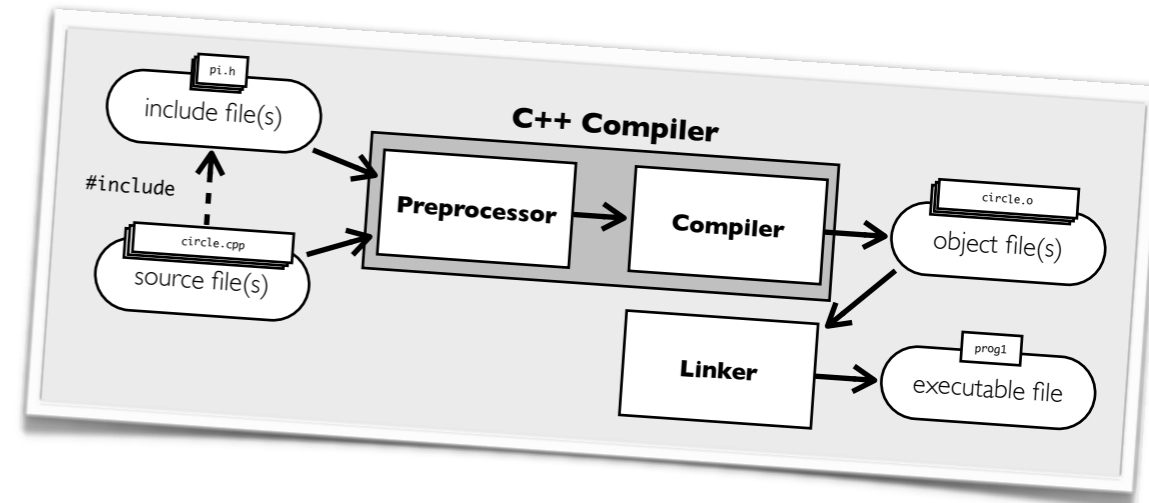 pi.h
include file(s)
C++ Compiler
#include
Preprocessor
Compiler
circle.cpp
source file(s)
circle.o
object file(s)
Linker
prog1
executable file